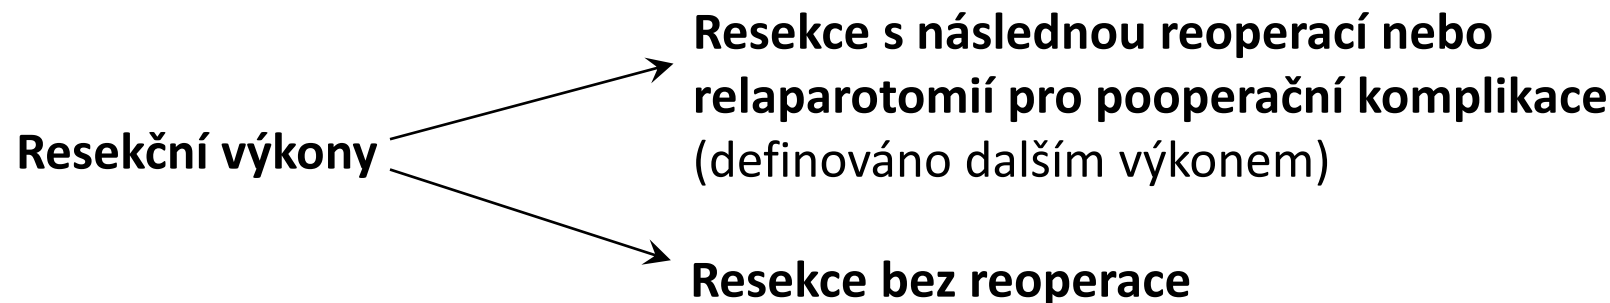 Resekční výkony
Resekce s následnou reoperací nebo
relaparotomií pro pooperační komplikace
(definováno dalším výkonem)
Resekce bez reoperace